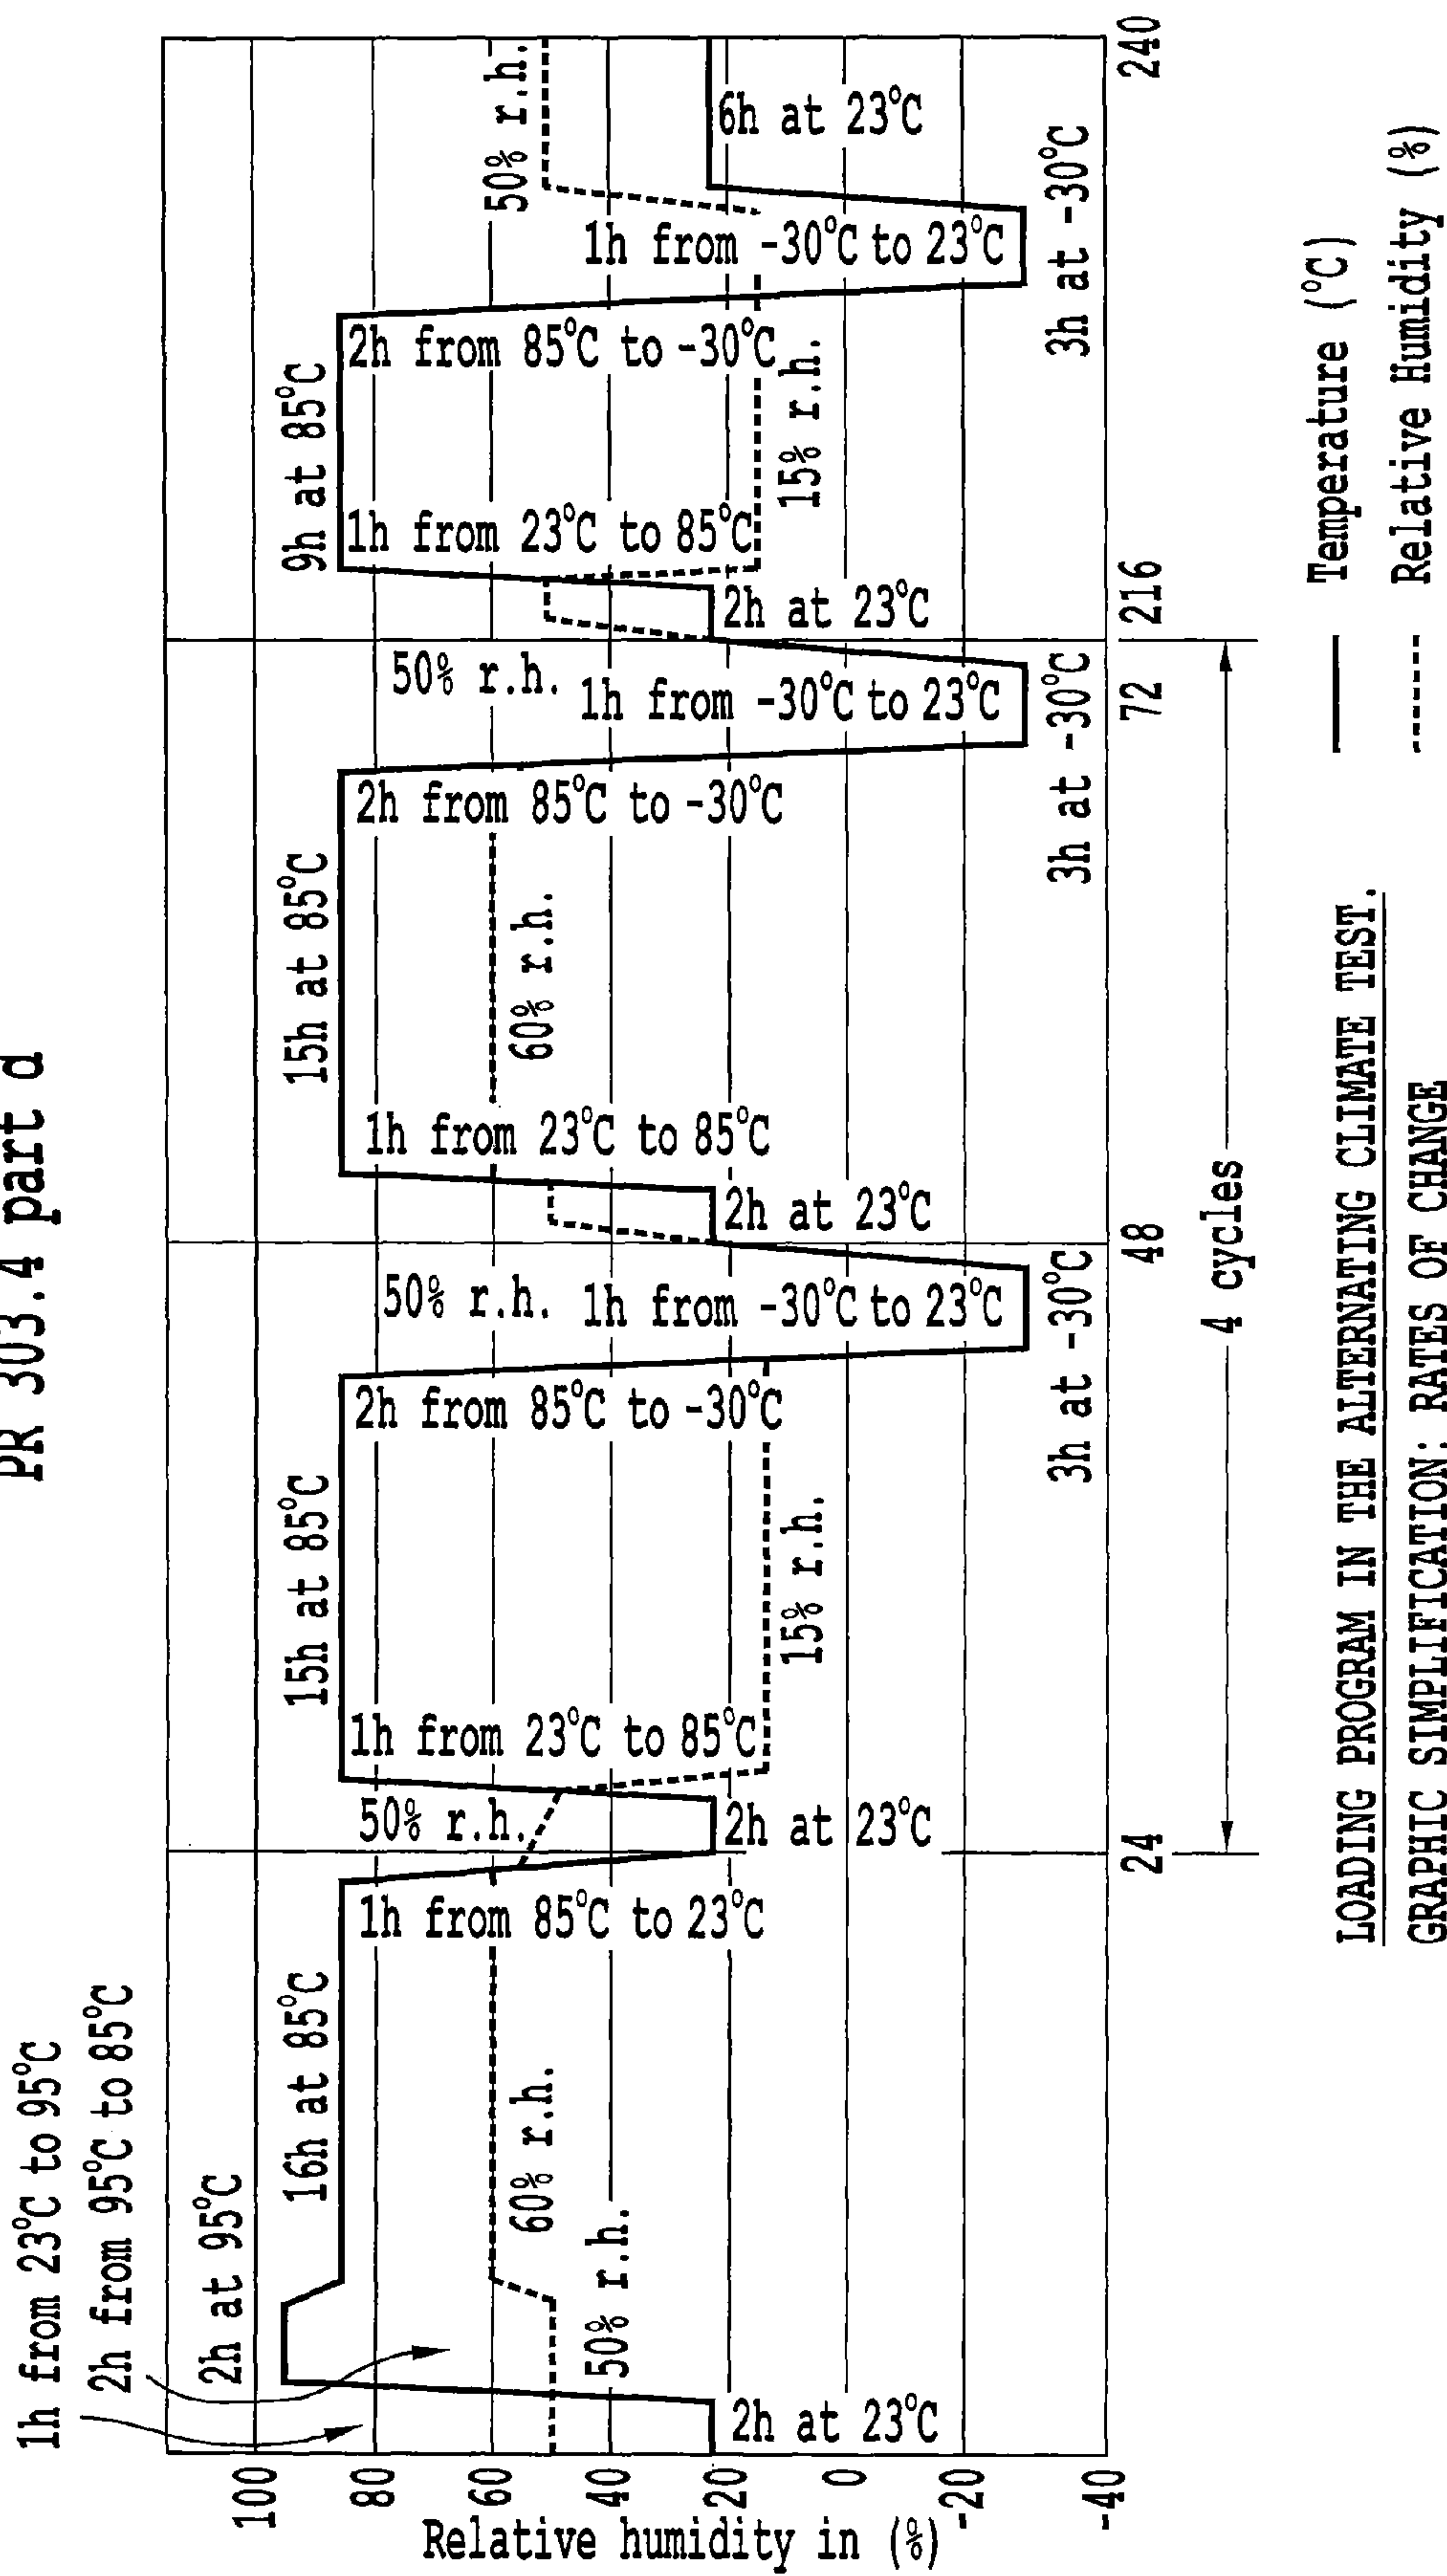 PR 303.4 part d
1h from 23°C to 95°C
2h from 95°C to 85°C
2h at 95°C
16h at 85°C
15h at 85°C
15h at 85°C
9h at 85°C
1h from 85°C to 23°C
50% r.h.
1h from 23°C to 85°C
2h from 85°C to -30°C
50% r.h.
1h from -30°C to 23°C
1h from 23°C to 85°C
2h from 85°C to -30°C
50% r.h.
1h from -30°C to 23°C
1h from 23°C to 85°C
2h from 85°C to -30°C
1h from -30°C to 23°C
50% r.h.
60% r.h.
50% r.h.
60% r.h.
15% r.h.
15% r.h.
2h at 23°C
2h at 23°C
2h at 23°C
2h at 23°C
6h at 23°C
3h at -30°C
3h at -30°C
3h at -30°C
100
80
60
40
20
0
-20
-40
Relative humidity in (%)
24
48
72
216
240
4 cycles
LOADING PROGRAM IN THE ALTERNATING CLIMATE TEST.
GRAPHIC SIMPLIFICATION: RATES OF CHANGE
Temperature (°C)
Relative Humidity (%)